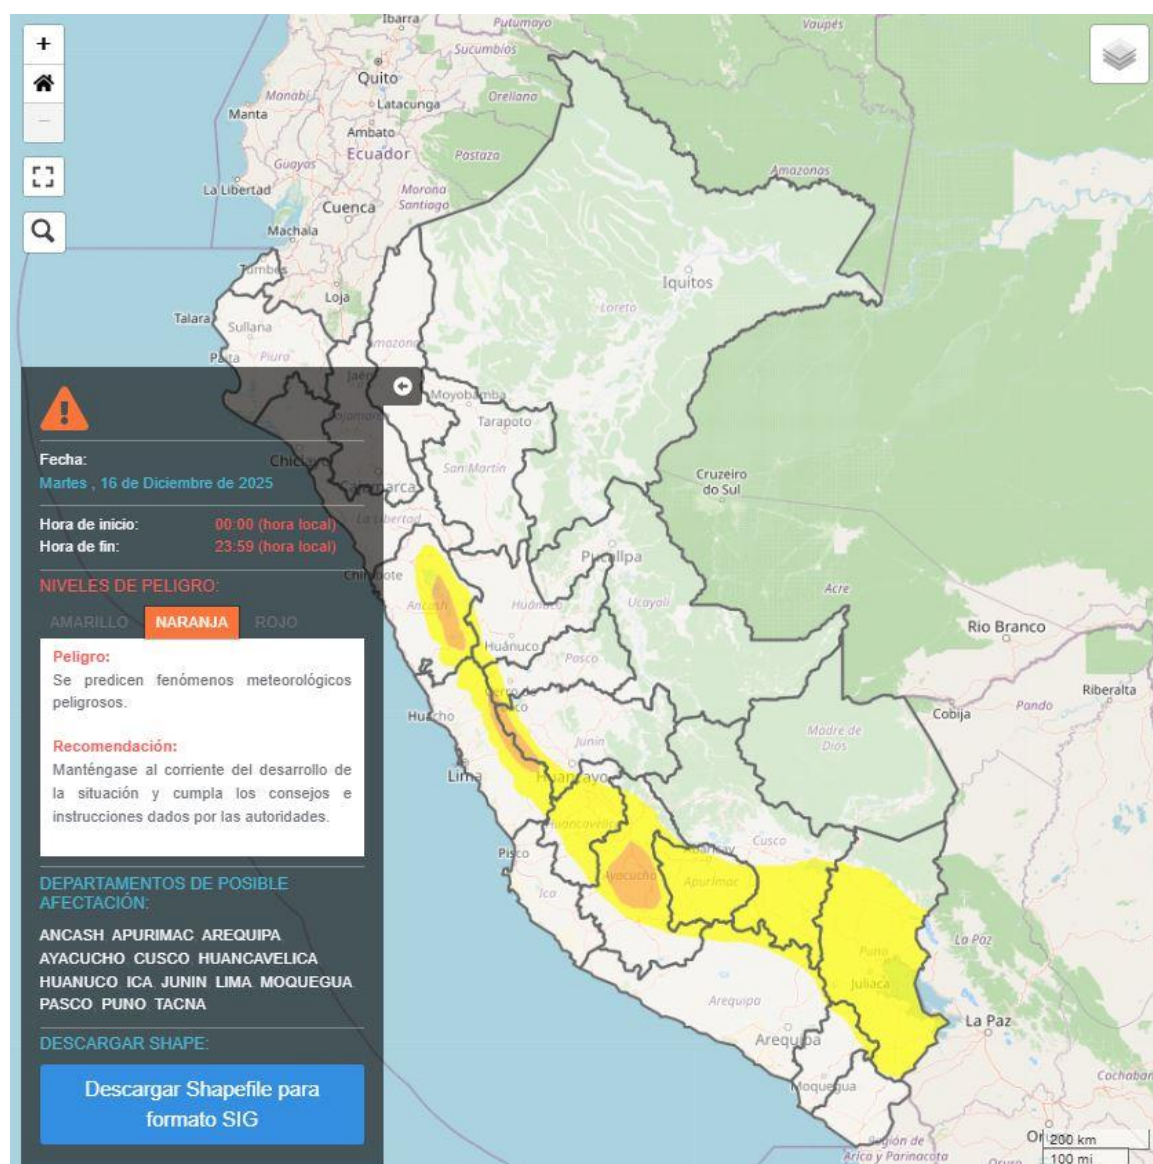 Ibarra
Putumayo
Vaupés
Sucumbíos
+
Quito
Orellana
Manabí
Latacunga
Manta
Ambato
Ecuador
Pastaza
Guayas
Amazonas
La Libertad
Morona
Santiago
Cuenca
Machala
Tumbes
Iquitos
Loja
Loreto
Talara
Sullana
Piura
Moyobamba
Tarapoto
San Martín
Cruzeiro
do Sul
Fecha:
Martes , 16 de Diciembre de 2025
Cajamarca
La Libertad
Hora de inicio: 00:00 (hora local)
Hora de fin: 23:59 (hora local)
Pucallpa
Chimbote
NIVELES DE PELIGRO:
Acre
Ancash
Huánuco
Ucayali
AMARILLO NARANJA ROJO
Rio Branco
Huánuco
Pasco
Peligro:
Se predicen fenómenos meteorológicos
peligrosos.
Riberalta
Pando
Cobija
Huacho
Madre de
Dios
Junín
Recomendación:
Manténgase al corriente del desarrollo de
la situación y cumpla los consejos e
instrucciones dados por las autoridades.
Lima
Huancayo
Huancavelica
Cusco
Pisco
Ayacucho
Apurímac
Ica
DEPARTAMENTOS DE POSIBLE
AFECTACIÓN:
ANCASH APURIMAC AREQUIPA
AYACUCHO CUSCO HUANCAVELICA
HUANUCO ICA JUNIN LIMA MOQUEGUA
PASCO PUNO TACNA
La Paz
Puno
Juliaca
Arequipa
La Paz
Arequipa
DESCARGAR SHAPE:
Descargar Shapefile para
formato SIG
Moquegua
Cochaban
200 km
100 mi
Región de
Arica y Parinacota
Oruro